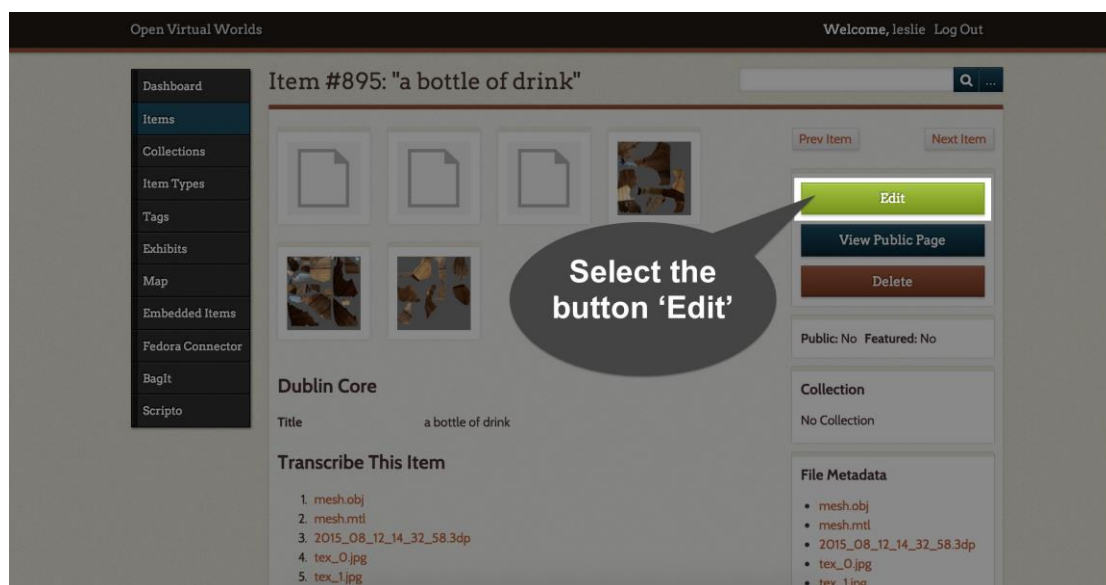 Open Virtual Worlds
Welcome, leslie Log Out
Dashboard
Items
Collections
Item Types
Tags
Exhibits
Map
Embedded Items
Fedora Connector
BagIt
Scripto
Item #895: "a bottle of drink"
...
Prev Item
Next Item
Edit
View Public Page
Delete
Select the
button ‘Edit’
Public: No Featured: No
Dublin Core
Title a bottle of drink
Transcribe This Item
1. mesh.obj
2. mesh.mtl
3. 2015_08_12_14_32_58.3dp
4. tex_0.jpg
5. tex_1.jpg
Collection
No Collection
File Metadata
• mesh.obj
• mesh.mtl
• 2015_08_12_14_32_58.3dp
• tex_0.jpg
• tex_1.jpg